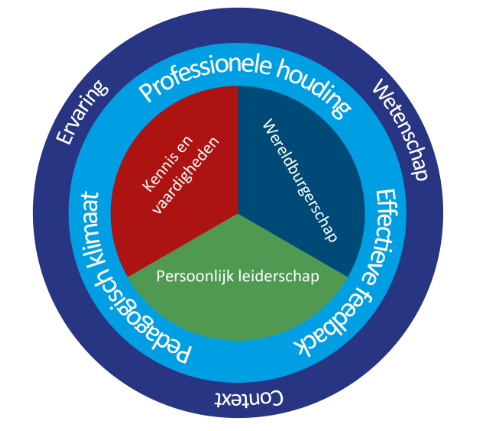 Professionele houding
Ervaring
Wetenschap
Kennis en
vaardigheden
Wereldburgerschap
Persoonlijk leiderschap
Pedagogisch klimaat
Effectieve feedback
Context